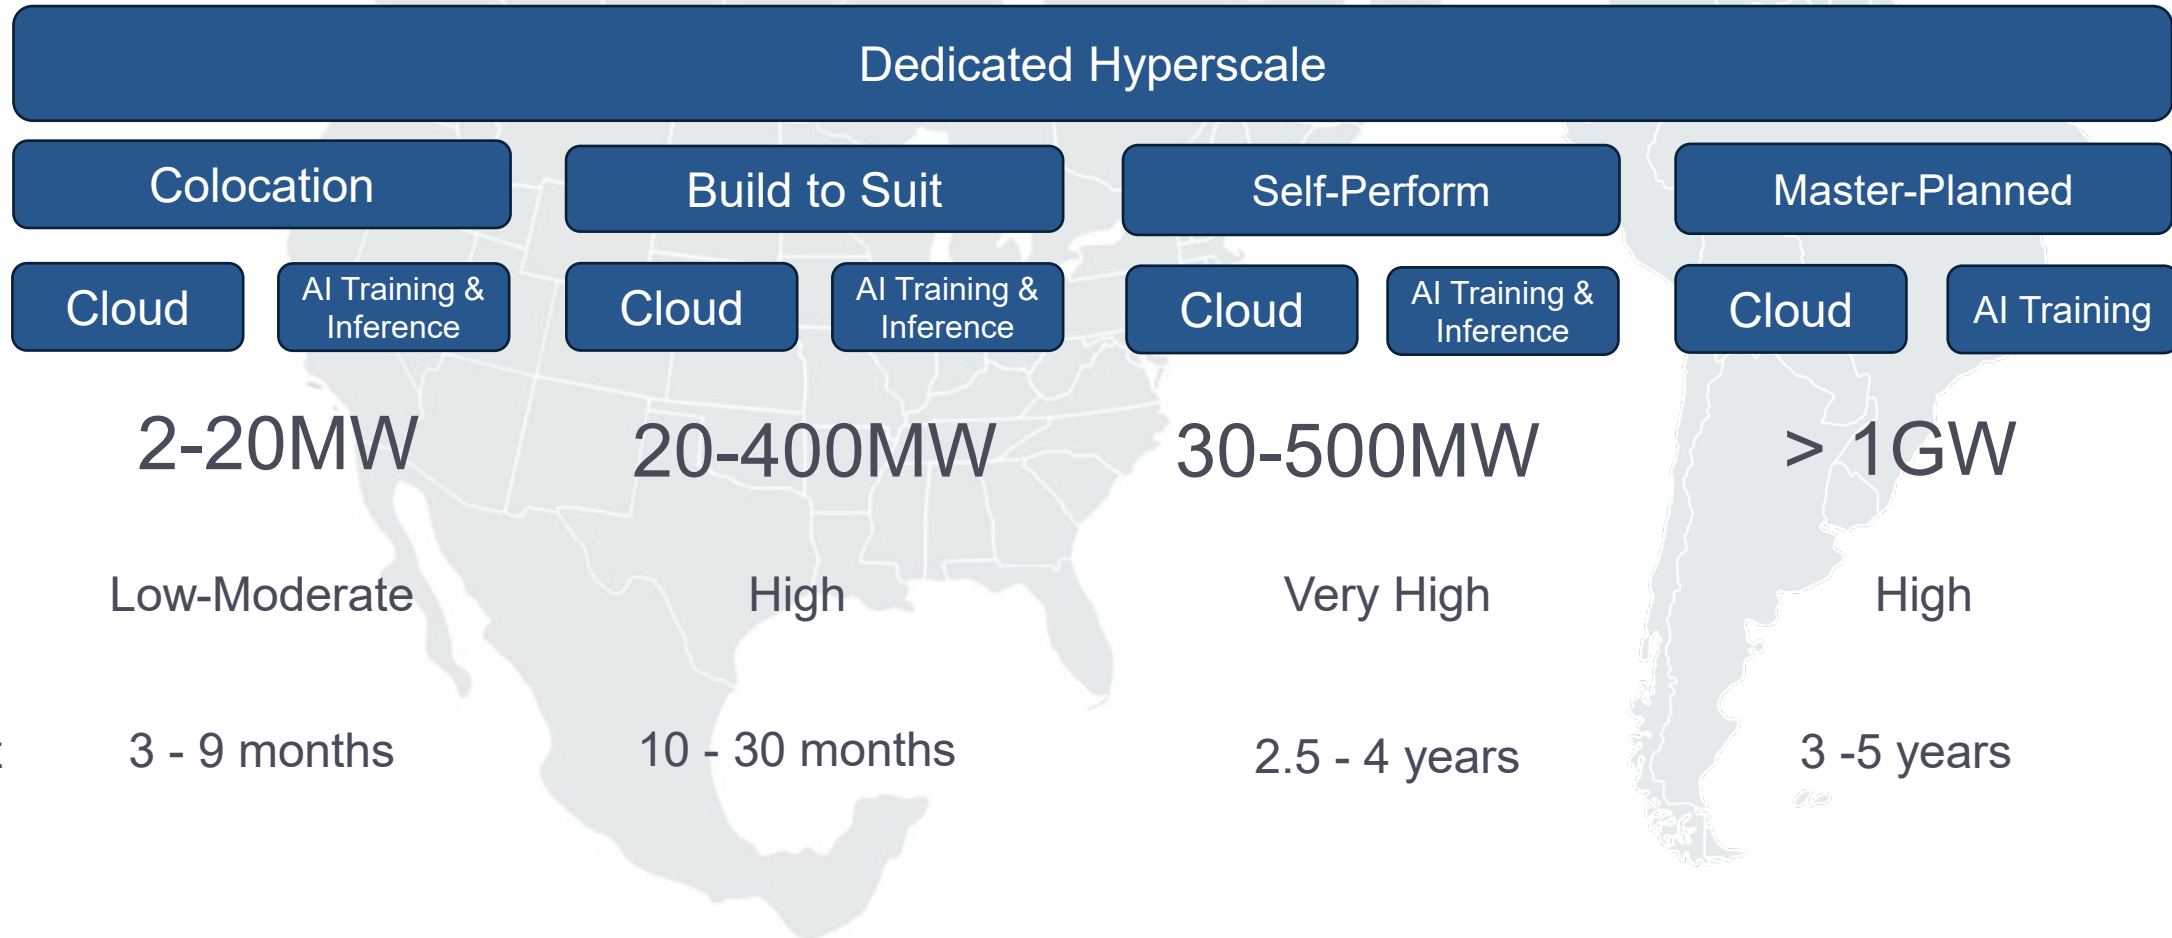 Dedicated Hyperscale
Colocation
Build to Suit
Self-Perform
Master-Planned
Cloud
AI Training &
Inference
Cloud
AI Training &
Inference
Cloud
AI Training &
Inference
Cloud
AI Training
2-20MW
20-400MW
30-500MW
> 1GW
Low-Moderate
High
Very High
High
3 - 9 months
10 - 30 months
2.5 - 4 years
3 -5 years